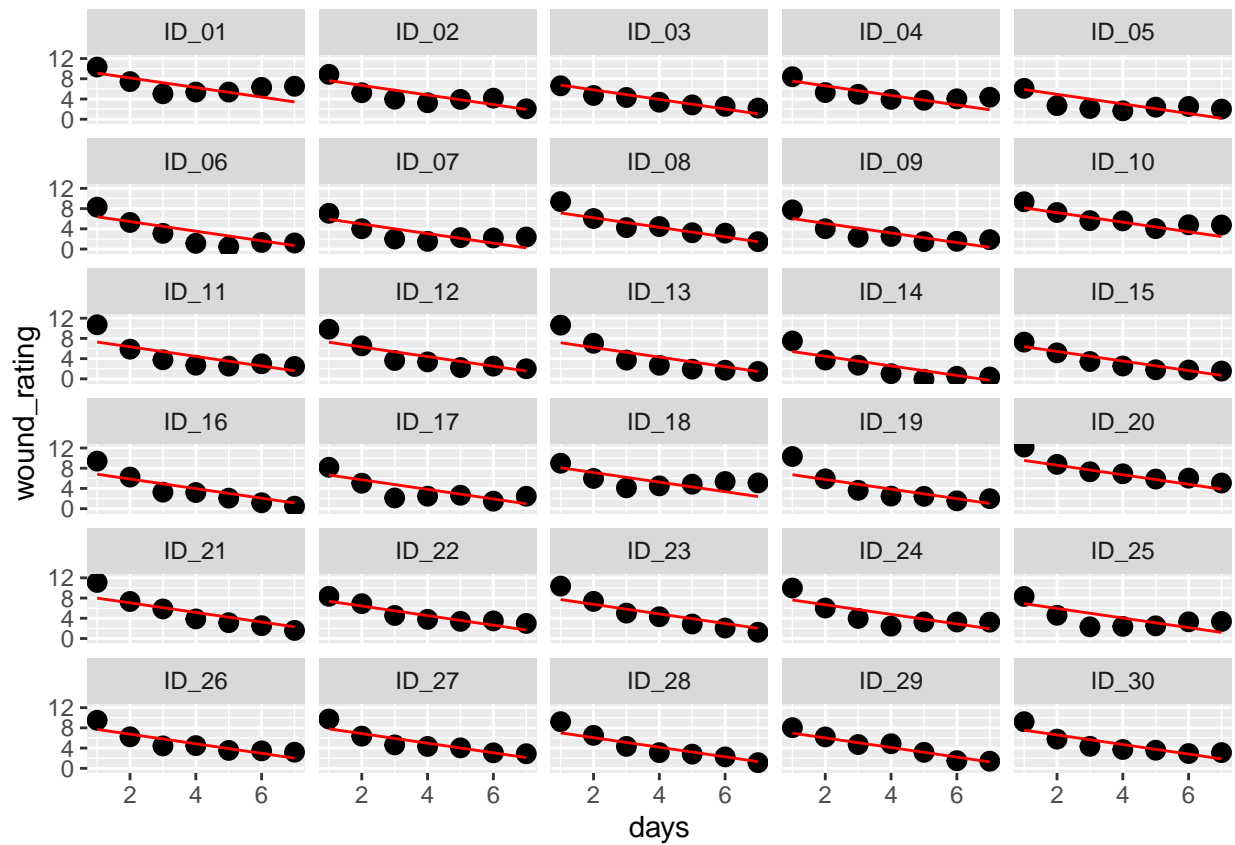 ID_01 ID_02 ID_03 ID_04 ID_05
12
8
4
0
ID_06 ID_07 ID_08 ID_09 ID_10
12
8
4
0
ID_11 ID_12 ID_13 ID_14 ID_15
12
8
4
0
wound_rating
ID_16 ID_17 ID_18 ID_19 ID_20
12
8
4
0
ID_21 ID_22 ID_23 ID_24 ID_25
12
8
4
0
ID_26 ID_27 ID_28 ID_29 ID_30
12
8
4
0
2 4 6 2 4 6 2 4 6 2 4 6 2 4 6
days